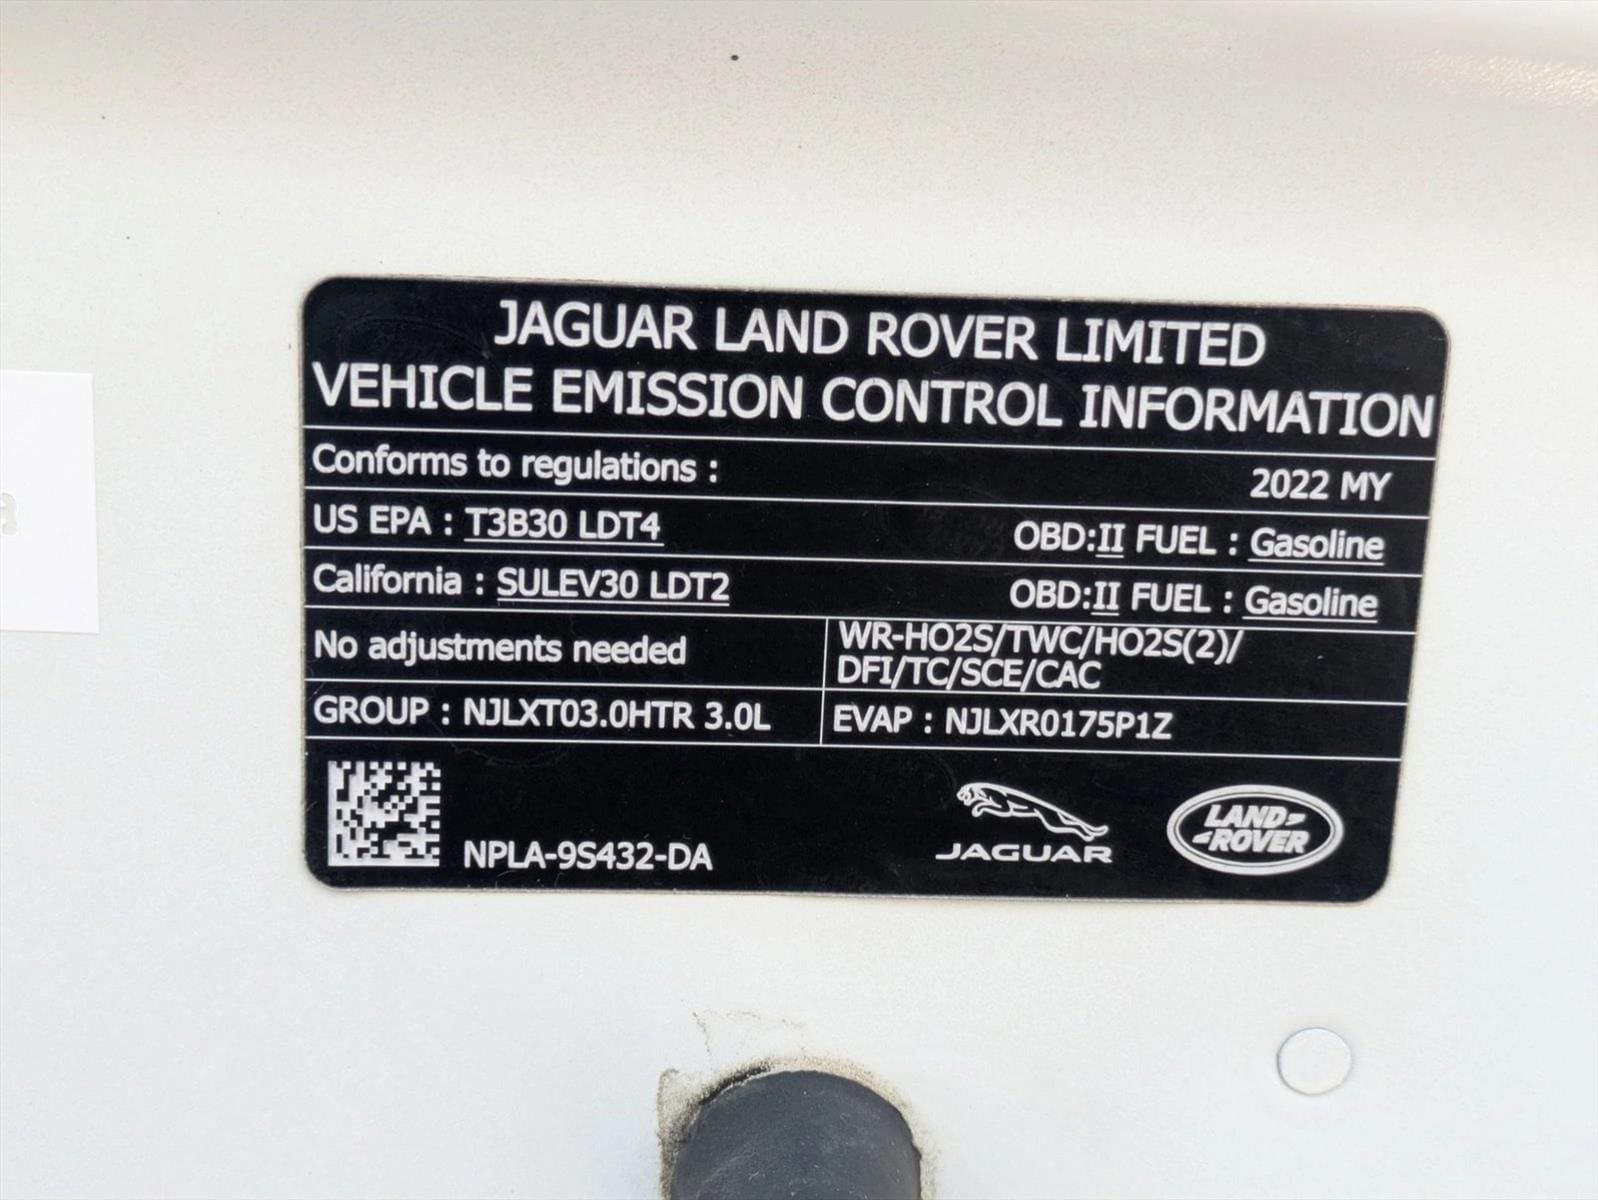 JAGUAR LAND ROVER LIMITED
VEHICLE EMISSION CONTROL INFORMATION
Conforms to regulations : 2022 MY
US EPA : T3B30 LDT4 OBD:II FUEL : Gasoline
California : SULEV30 LDT2 OBD:II FUEL : Gasoline
No adjustments needed
WR-HO2S/TWC/HO2S(2)/
DFI/TC/SCE/CAC
GROUP : NJLXT03.0HTR 3.0L
EVAP : NJLXR0175P1Z
NPLA-9S432-DA
JAGUAR
LAND
ROVER